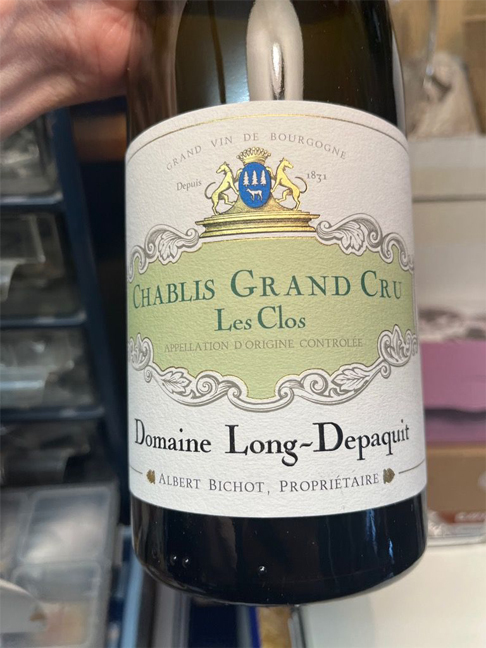 GRAND VIN DE BOURGOGNE
Depuis 1831
CHABLIS GRAND CRU
Les Clos
APPELLATION D'ORIGINE CONTRÔLÉE
Domaine Long-Depaquit
ALBERT BICHOT, PROPRIÉTAIRE